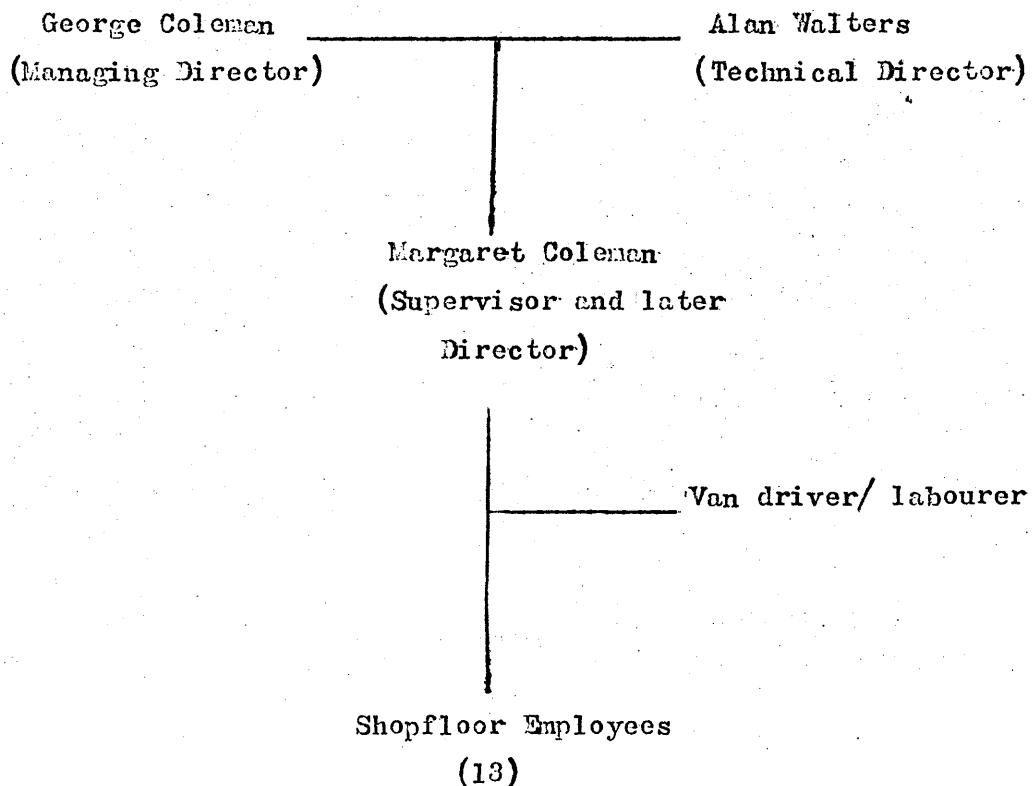 George Coleman
(Managing Director)
Alan Walters
(Technical Director)
Margaret Coleman
(Supervisor and later
Director)
Van driver/ labourer
Shopfloor Employees
(13)